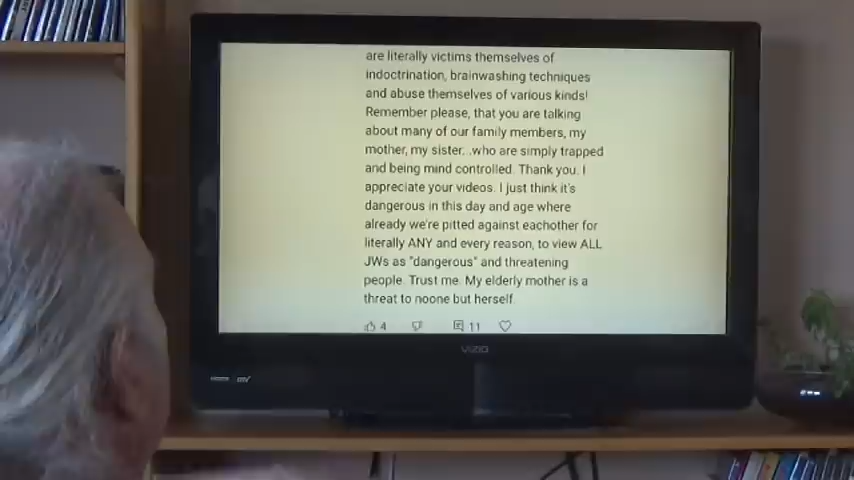 are literally victims themselves of
indoctrination, brainwashing techniques
and abuse themselves of various kinds!
Remember please, that you are talking
about many of our family members, my
mother, my sister...who are simply trapped
and being mind controlled. Thank you. I
appreciate your videos. I just think it's
dangerous in this day and age where
already we're pitted against eachother for
literally ANY and every reason, to view ALL
JWs as "dangerous" and threatening
people. Trust me. My elderly mother is a
threat to noone but herself.
4 11
VIZIO
HDMI